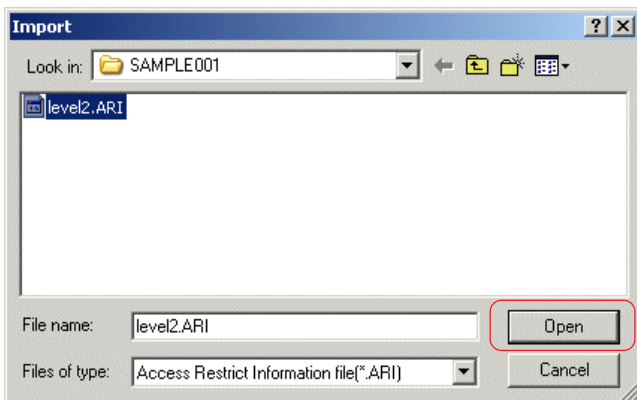 Import
Look in: SAMPLE001
level2.ARI
File name: level2.ARI
Open
Files of type: Access Restrict Information file(*.ARI)
Cancel